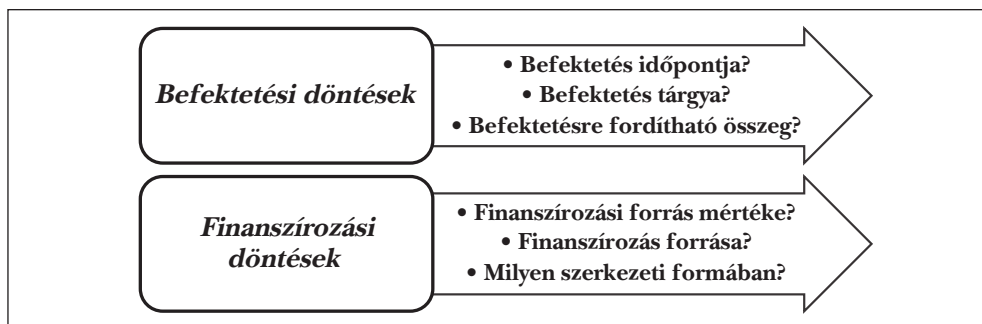 Befektetési döntések
• Befektetés időpontja?
• Befektetés tárgya?
• Befektetésre fordítható összeg?
Finanszírozási
döntések
• Finanszírozási forrás mértéke?
• Finanszírozás forrása?
• Milyen szerkezeti formában?